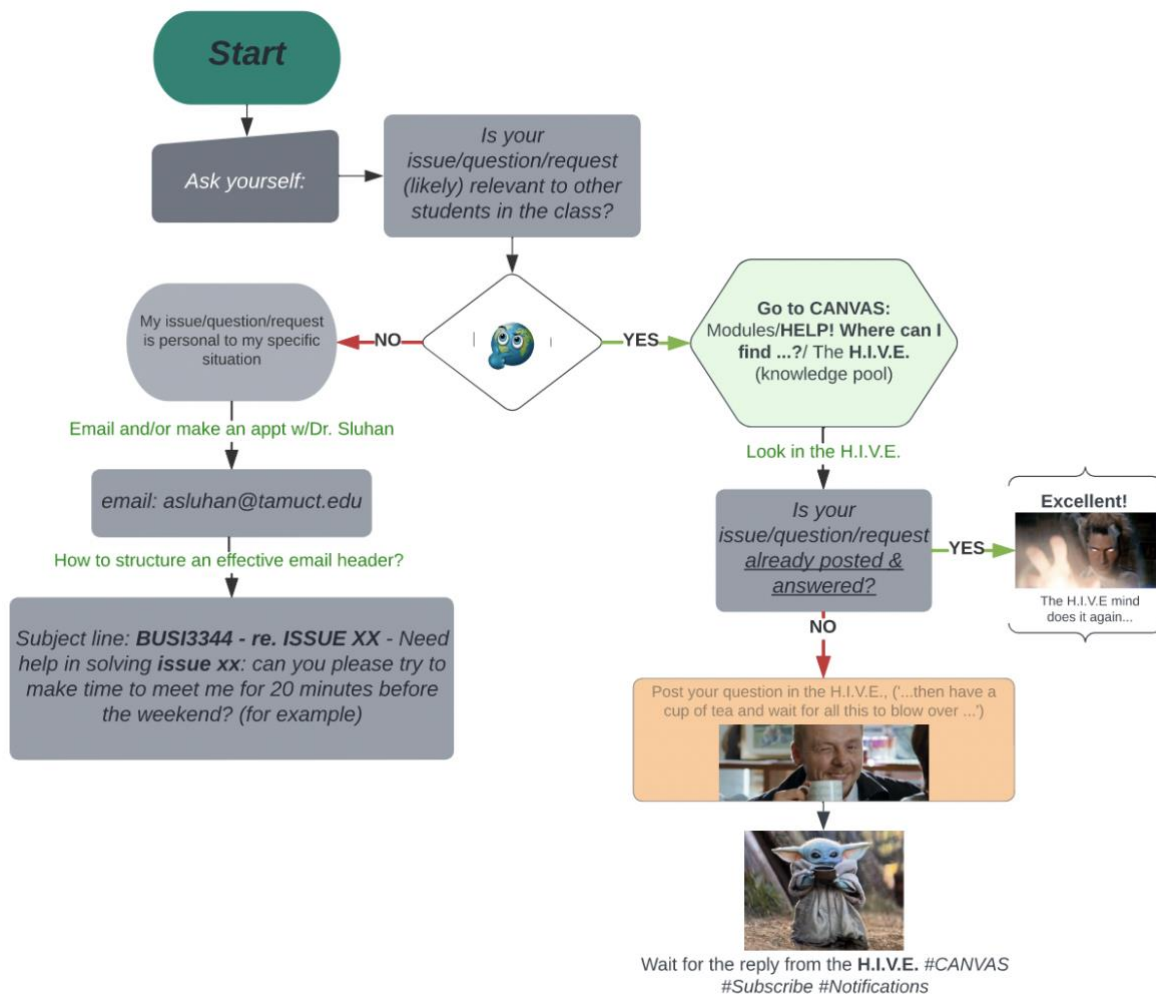 Start
Ask yourself:
Is your
issue/question/request
(likely) relevant to other
students in the class?
My issue/question/request
is personal to my specific
situation
NO
YES
Go to CANVAS:
Modules/HELP! Where can I
find ...?/ The H.I.V.E.
(knowledge pool)
Email and/or make an appt w/Dr. Sluhan
email: asluhan@tamuct.edu
How to structure an effective email header?
Subject line: BUSI3344 - re. ISSUE XX - Need
help in solving issue xx: can you please try to
make time to meet me for 20 minutes before
the weekend? (for example)
Look in the H.I.V.E.
Is your
issue/question/request
already posted &
answered?
YES
Excellent!
The H.I.V.E mind
does it again...
NO
Post your question in the H.I.V.E., ('...then have a
cup of tea and wait for all this to blow over ...')
Wait for the reply from the H.I.V.E. #CANVAS
#Subscribe #Notifications